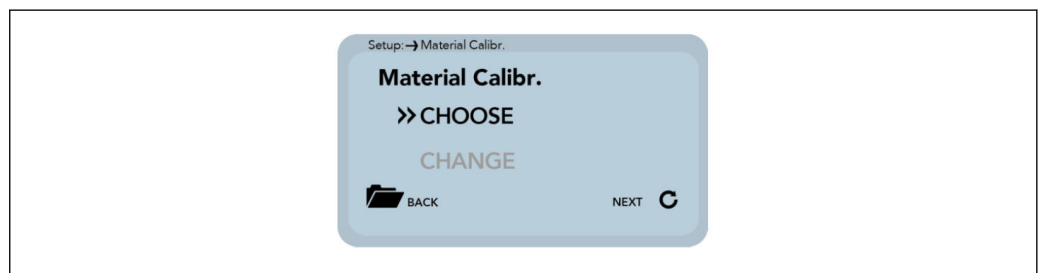 Setup:→Material Calibr.
Material Calibr.
»CHOOSE
CHANGE
BACK NEXT